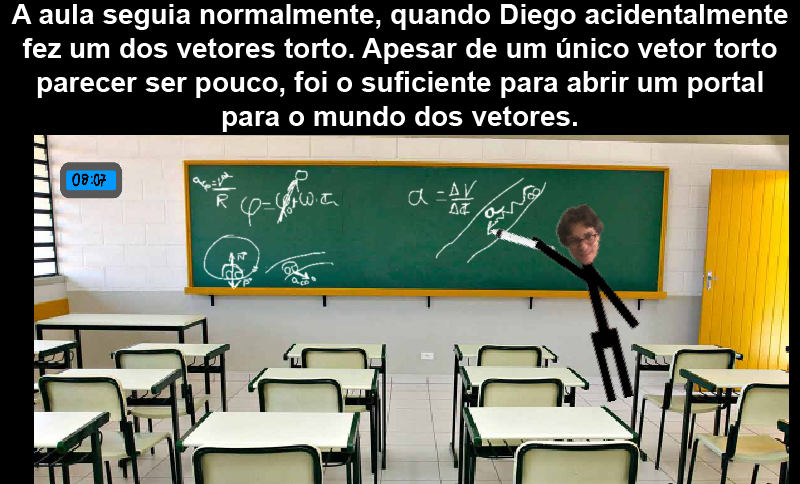 A aula seguia normalmente, quando Diego acidentalmente
fez um dos vetores torto. Apesar de um único vetor torto
parecer ser pouco, foi o suficiente para abrir um portal
para o mundo dos vetores.
08:07
a = ΔV
Δt
R